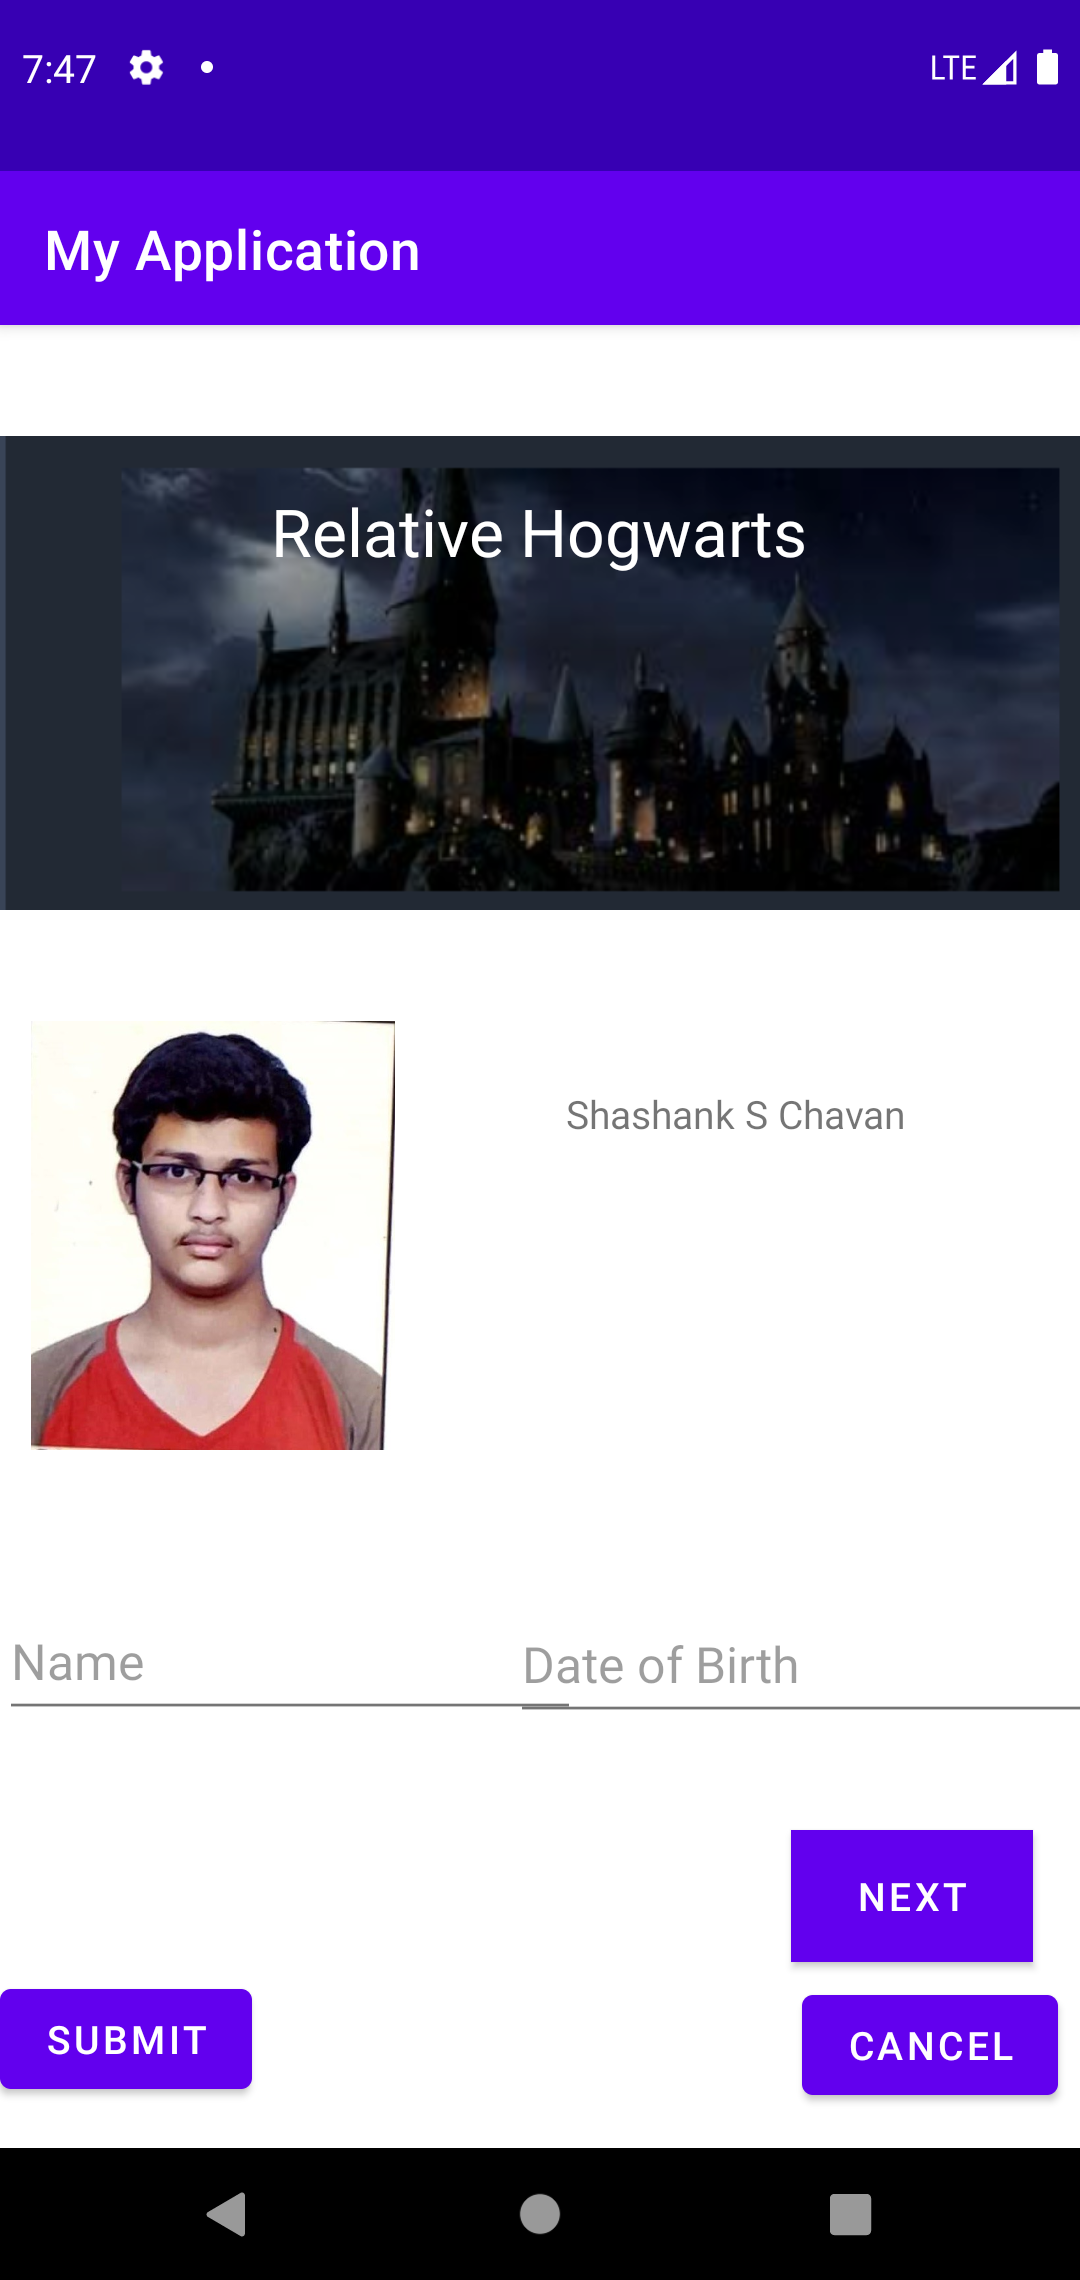 7:47 LTE
My Application
Relative Hogwarts
Shashank S Chavan
Name Date of Birth
NEXT
SUBMIT CANCEL